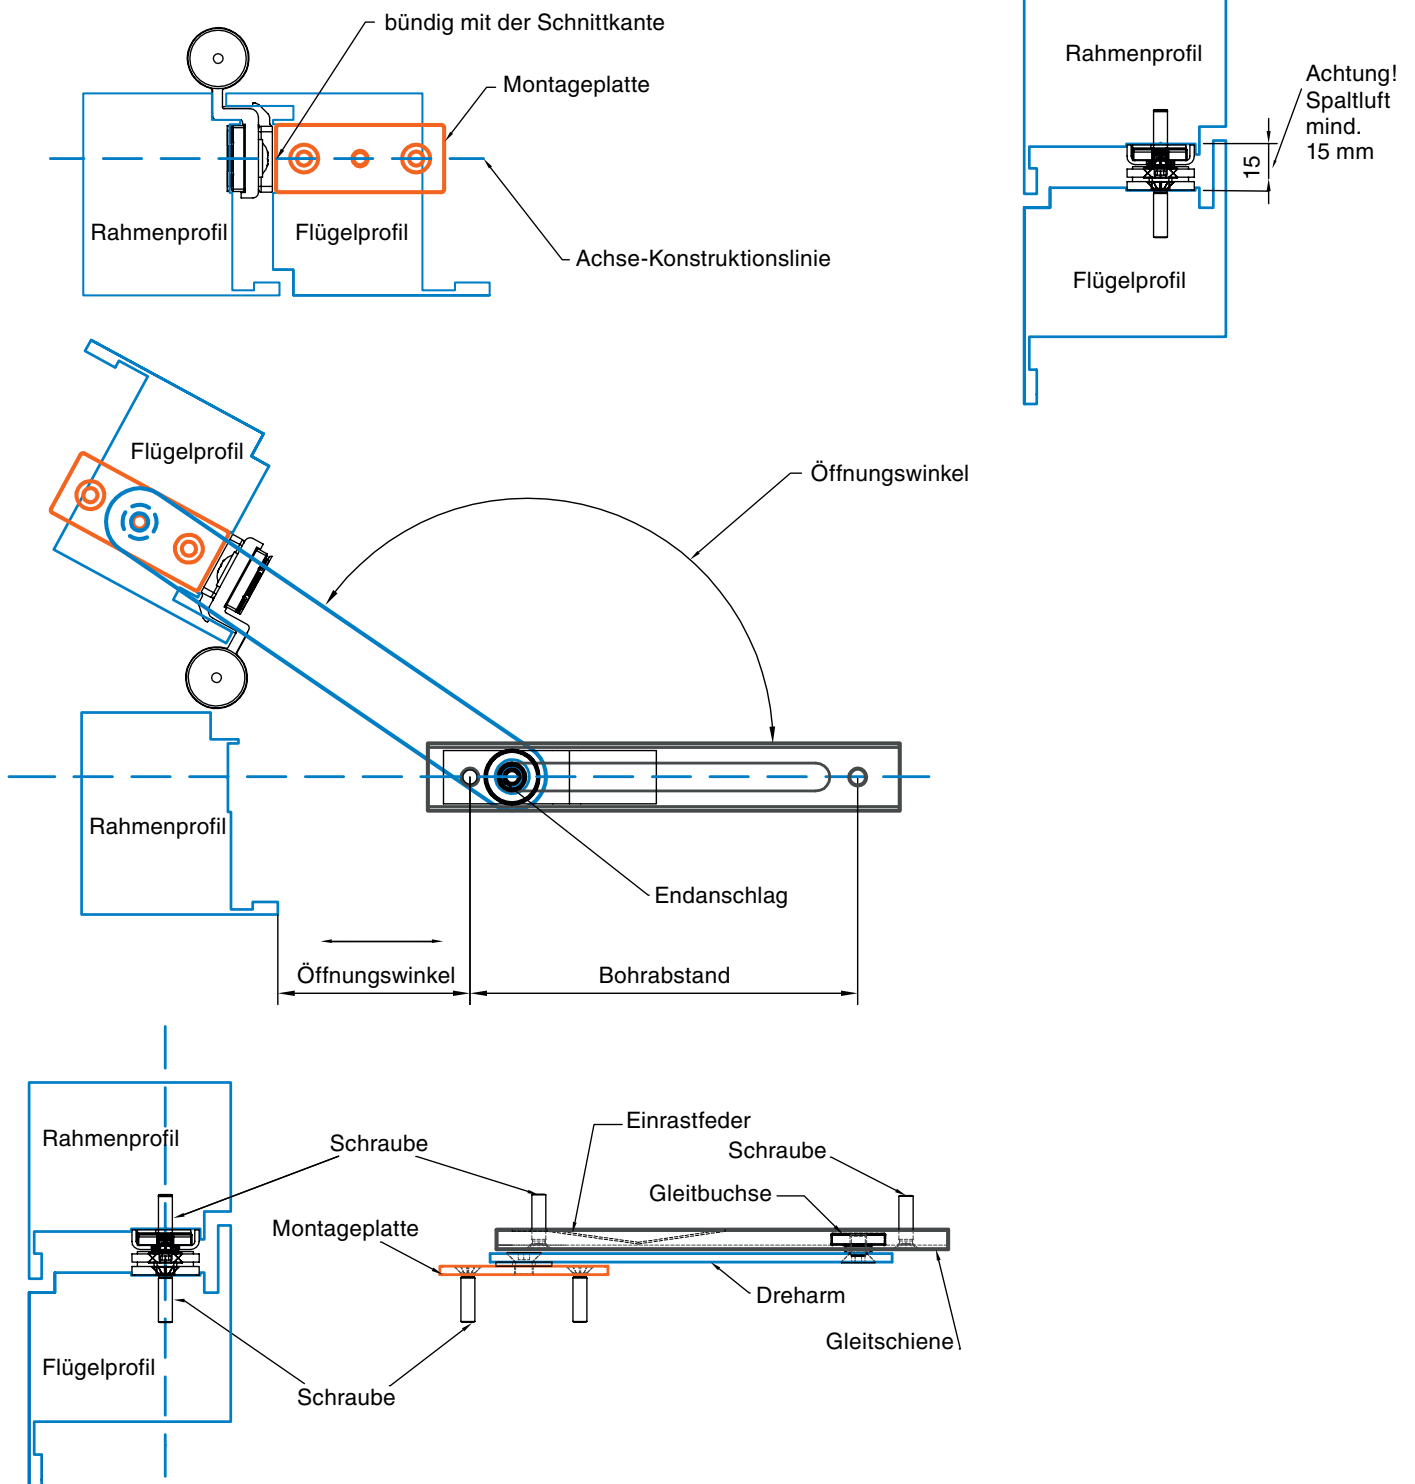 bündig mit der Schnittkante
Montageplatte
Rahmenprofil
Flügelprofil
Achse-Konstruktionslinie
Rahmenprofil
Achtung!
Spaltluft
mind.
15 mm
15
Flügelprofil
Flügelprofil
Öffnungswinkel
Rahmenprofil
Endanschlag
Öffnungswinkel
Bohrabstand
Rahmenprofil
Schraube
Einrastfeder
Schraube
Gleitbuchse
Montageplatte
Dreharm
Gleitschiene
Flügelprofil
Schraube